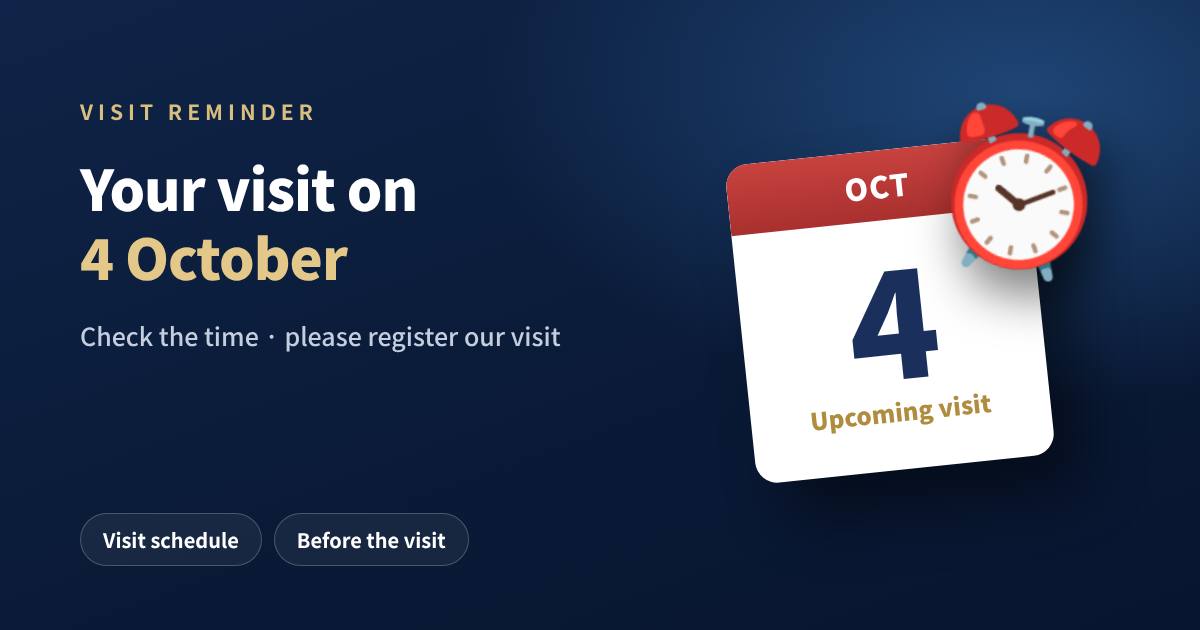 VISIT REMINDER
Your visit on
4 October
Check the time · please register our visit
OCT
4
Upcoming visit
Visit schedule
Before the visit